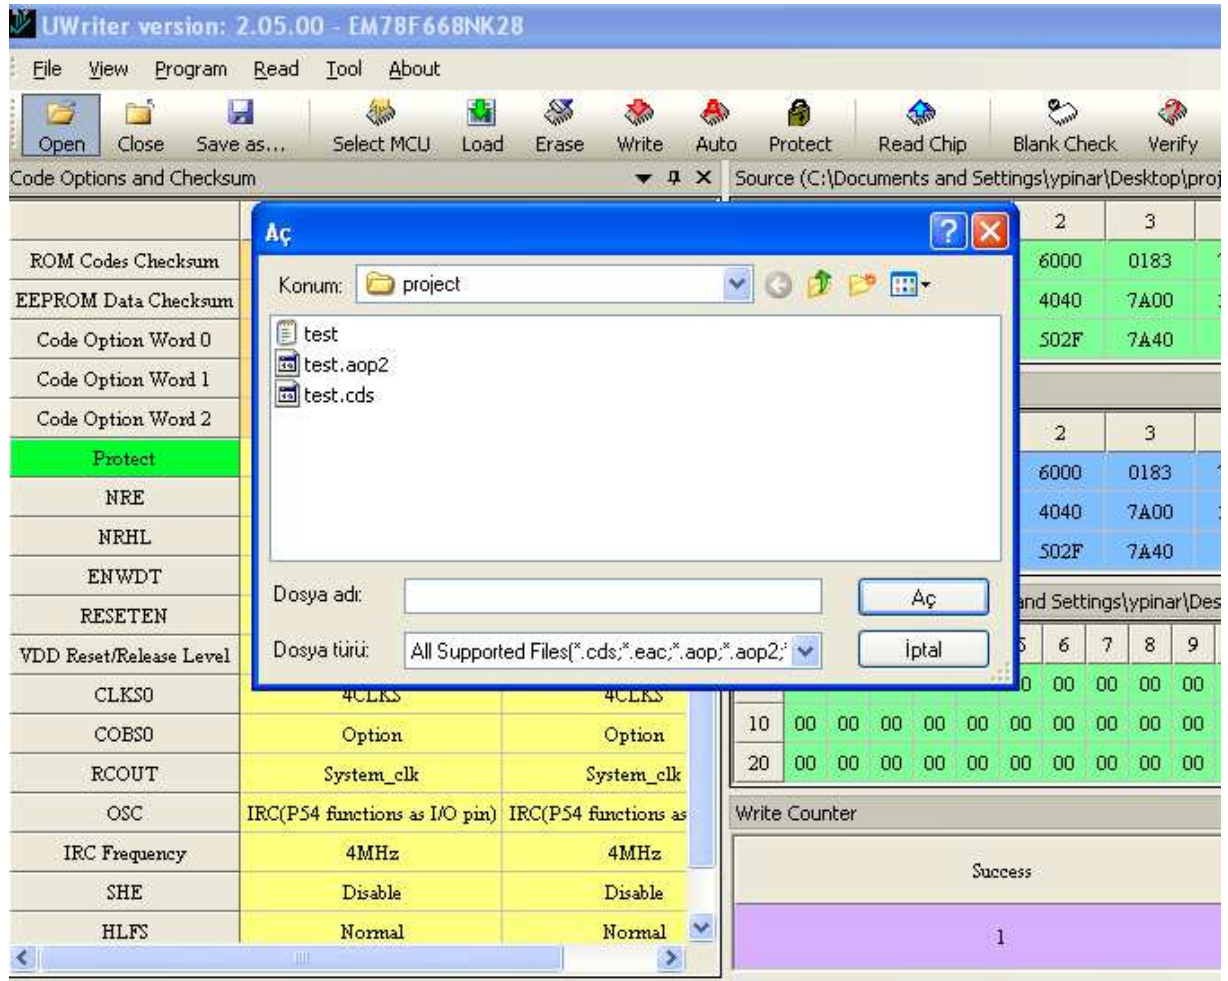 UWriter version: 2.05.00 - EM78F668NK28
File View Program Read Tool About
Open Close Save as... Select MCU Load Erase Write Auto Protect Read Chip Blank Check Verify
Code Options and Checksum
Source (C:\Documents and Settings\ypinar\Desktop\proj
Aç
Konum: project
test
test.aop2
test.cds
Dosya adı:
Aç
Dosya türü: All Supported Files(*.cds;*.eac;*.aop;*.aop2;
İptal
ROM Codes Checksum
EEPROM Data Checksum
Code Option Word 0
Code Option Word 1
Code Option Word 2
Protect
NRE
NRHL
ENWDT
RESETEN
VDD Reset/Release Level
CLKS0 4CLKS 4CLKS
COBS0 Option Option
RCOUT System_clk System_clk
OSC IRC(P54 functions as I/O pin) IRC(P54 functions as
IRC Frequency 4MHz 4MHz
SHE Disable Disable
HLFS Normal Normal
2 3
6000 0183
4040 7A00
502F 7A40
2 3
6000 0183
4040 7A00
502F 7A40
and Settings\ypinar\Des
5 6 7 8 9
00 00 00 00
10 00 00 00 00 00 00 00 00 00 00
20 00 00 00 00 00 00 00 00 00 00
Write Counter
Success
1